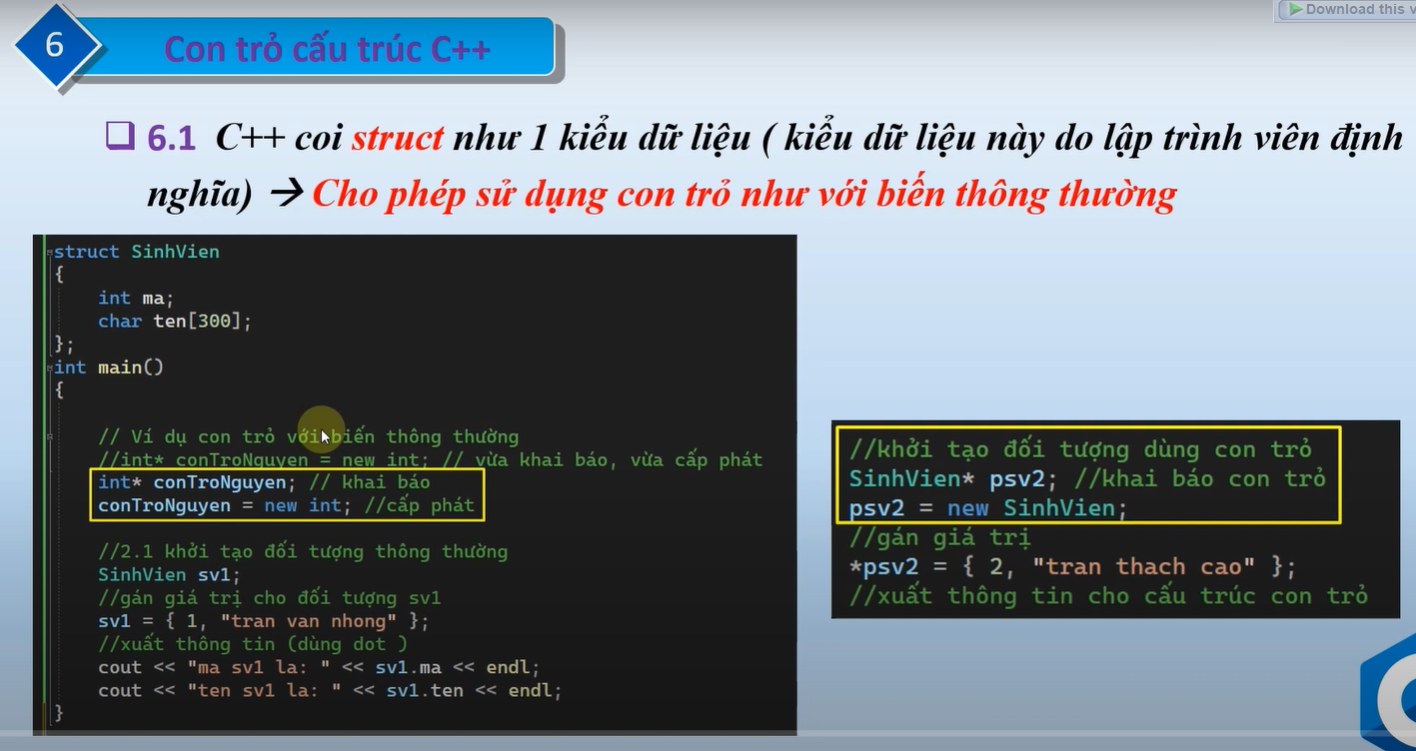 Download this v
6
Con trỏ cấu trúc C++
6.1 C++ coi struct như 1 kiểu dữ liệu ( kiểu dữ liệu này do lập trình viên định
nghĩa) → Cho phép sử dụng con trỏ như với biến thông thường
struct SinhVien
{
int ma;
char ten[300];
};
int main()
{
// Ví dụ con trỏ với biến thông thường
//int* conTroNguyen = new int; // vừa khai báo, vừa cấp phát
int* conTroNguyen; // khai báo
conTroNguyen = new int; //cấp phát
//2.1 khởi tạo đối tượng thông thường
SinhVien sv1;
//gán giá trị cho đối tượng sv1
sv1 = { 1, "tran van nhong" };
//xuất thông tin (dùng dot )
cout << "ma sv1 la: " << sv1.ma << endl;
cout << "ten sv1 la: " << sv1.ten << endl;
}
//khởi tạo đối tượng dùng con trỏ
SinhVien* psv2; //khai báo con trỏ
psv2 = new SinhVien;
//gán giá trị
*psv2 = { 2, "tran thach cao" };
//xuất thông tin cho cấu trúc con trỏ